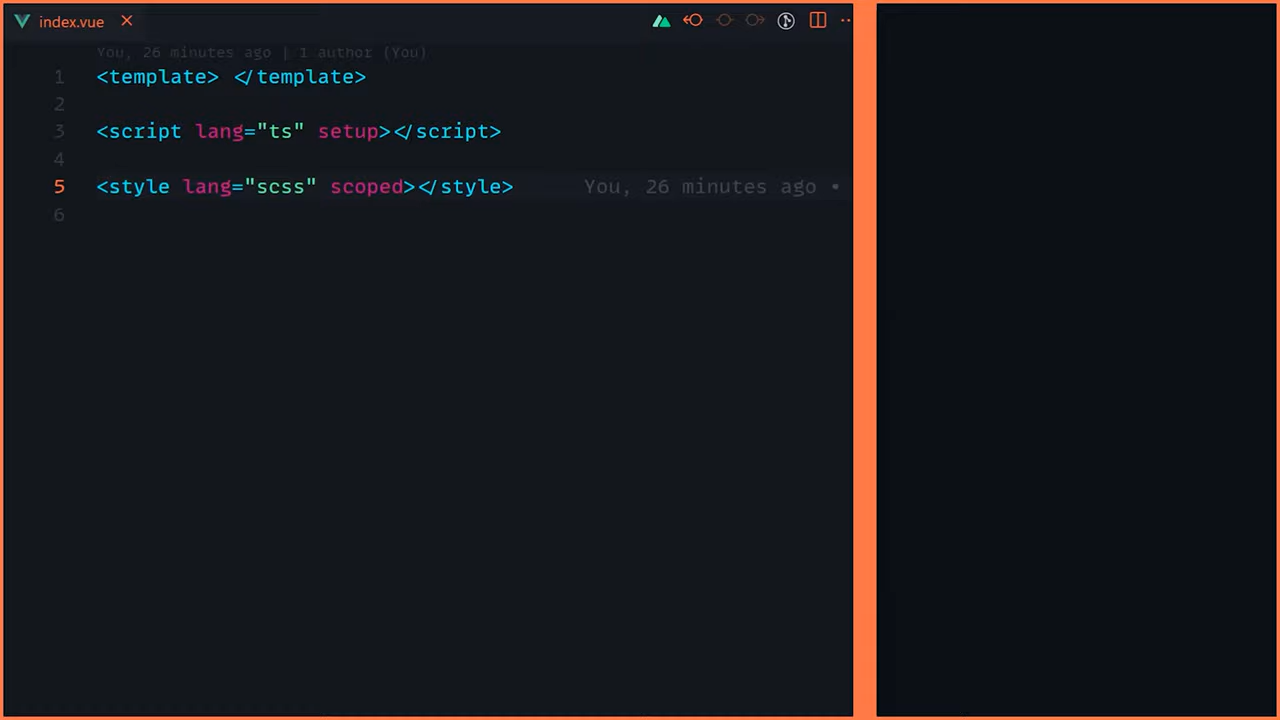 index.vue
You, 26 minutes ago | 1 author (You)
1 <template> </template>
2
3 <script lang="ts" setup></script>
4
5 <style lang="scss" scoped></style> You, 26 minutes ago •
6